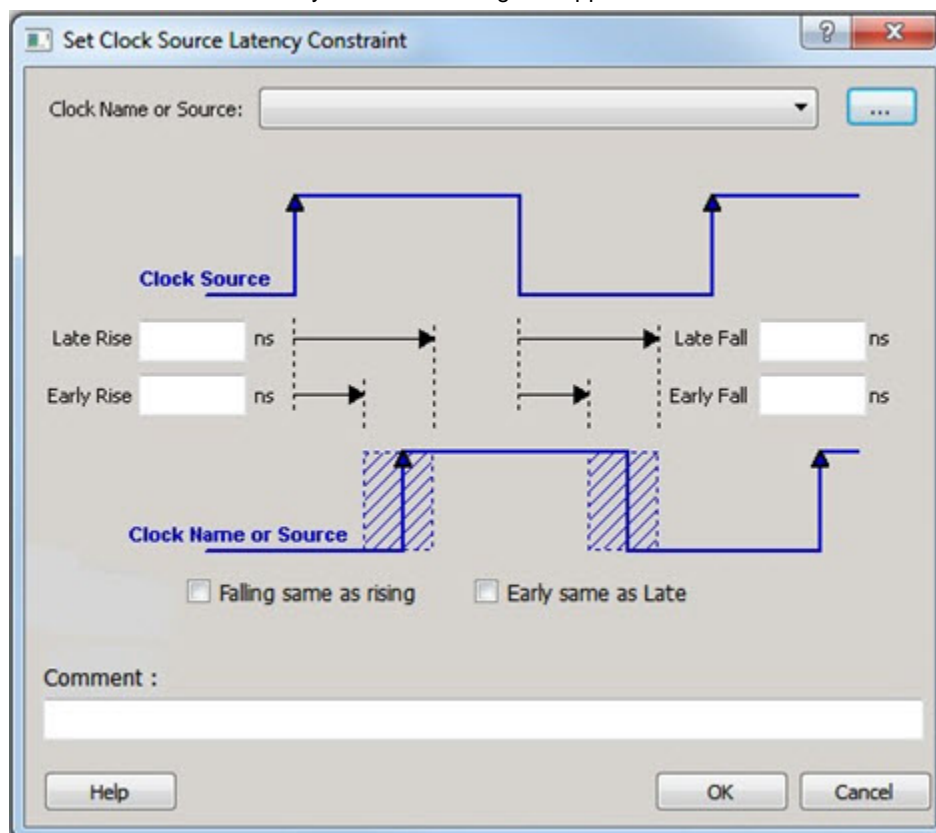 Set Clock Source Latency Constraint
Clock Name or Source:
...
Clock Source
Late Rise ns Late Fall ns
Early Rise ns Early Fall ns
Clock Name or Source
Falling same as rising Early same as Late
Comment :
Help OK Cancel